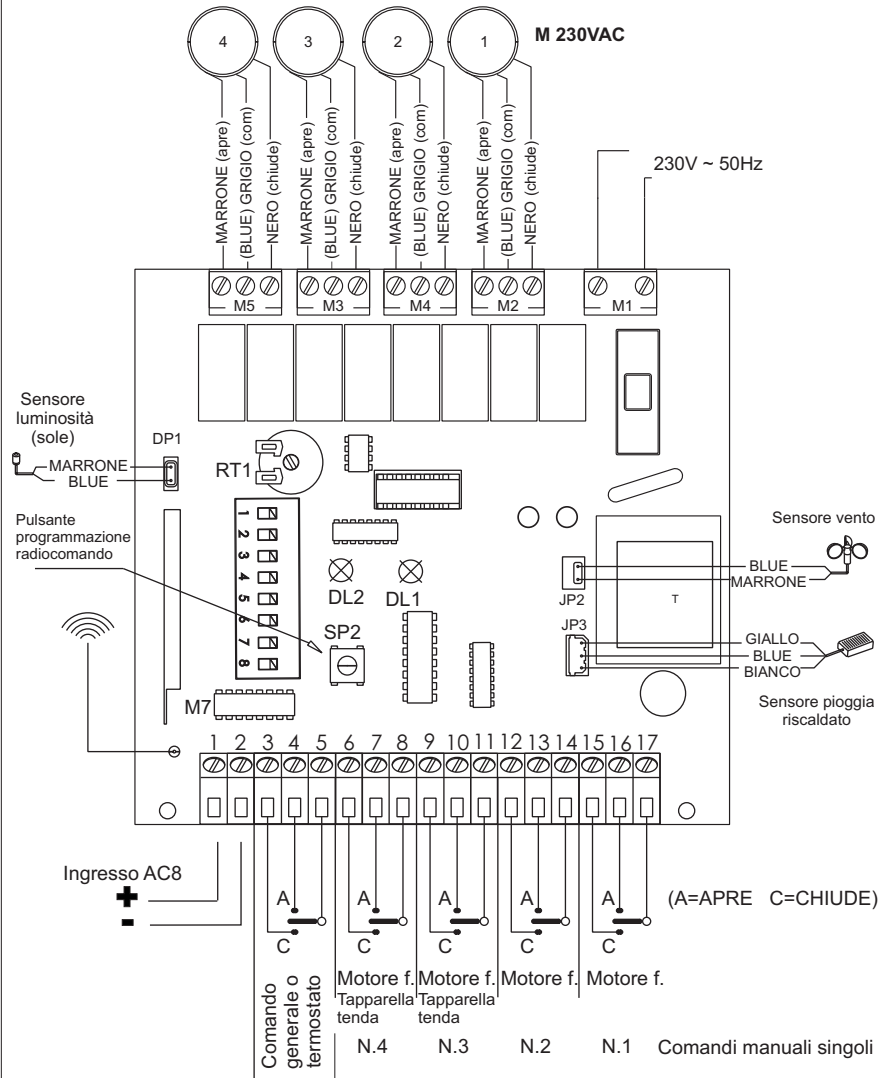 4 3 2 1 M 230VAC
MARRONE (apre)
(BLUE) GRIGIO (com)
NERO (chiude)
MARRONE (apre)
(BLUE) GRIGIO (com)
NERO (chiude)
MARRONE (apre)
(BLUE) GRIGIO (com)
NERO (chiude)
MARRONE (apre)
(BLUE) GRIGIO (com)
NERO (chiude)
230V ~ 50Hz
M5 M3 M4 M2 M1
Sensore
luminosità
(sole)
DP1
MARRONE
BLUE
RT1
Pulsante
programmazione
radiocomando
1
2
3
4
5
6
7
8
DL2 DL1
SP2
M7
Sensore vento
BLUE
MARRONE
JP2
T
JP3
GIALLO
BLUE
BIANCO
Sensore pioggia
riscaldato
1 2 3 4 5 6 7 8 9 10 11 12 13 14 15 16 17
Ingresso AC8
+
-
A A A A A (A=APRE C=CHIUDE)
C C C C C
Comando
generale o
termostato
Motore f.
Tapparella
tenda
N.4
Motore f.
Tapparella
tenda
N.3
Motore f.
N.2
Motore f.
N.1
Comandi manuali singoli